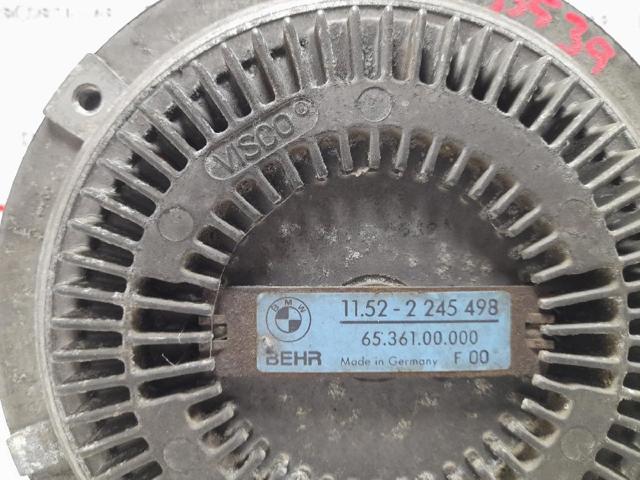 VISCO®
BMW
11.52 - 2 245 498
65.361.00.000
BEHR Made in Germany F 00